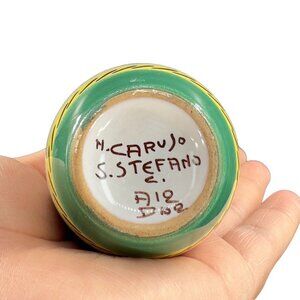 N. CARUSO
S. STEFANO
C.
A12